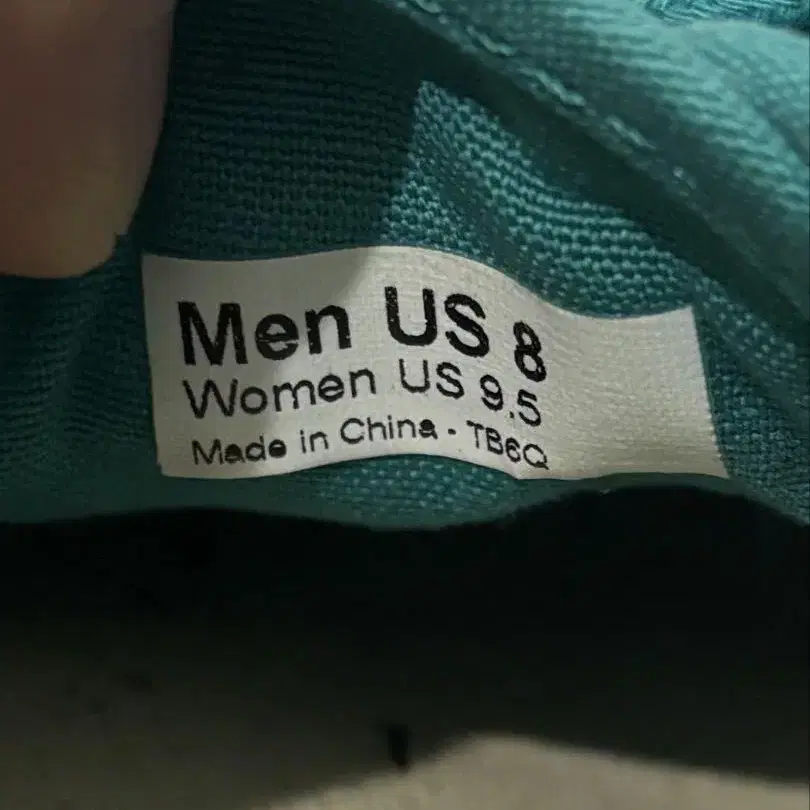 Men US 8
Women US 9.5
Made in China · TB6Q